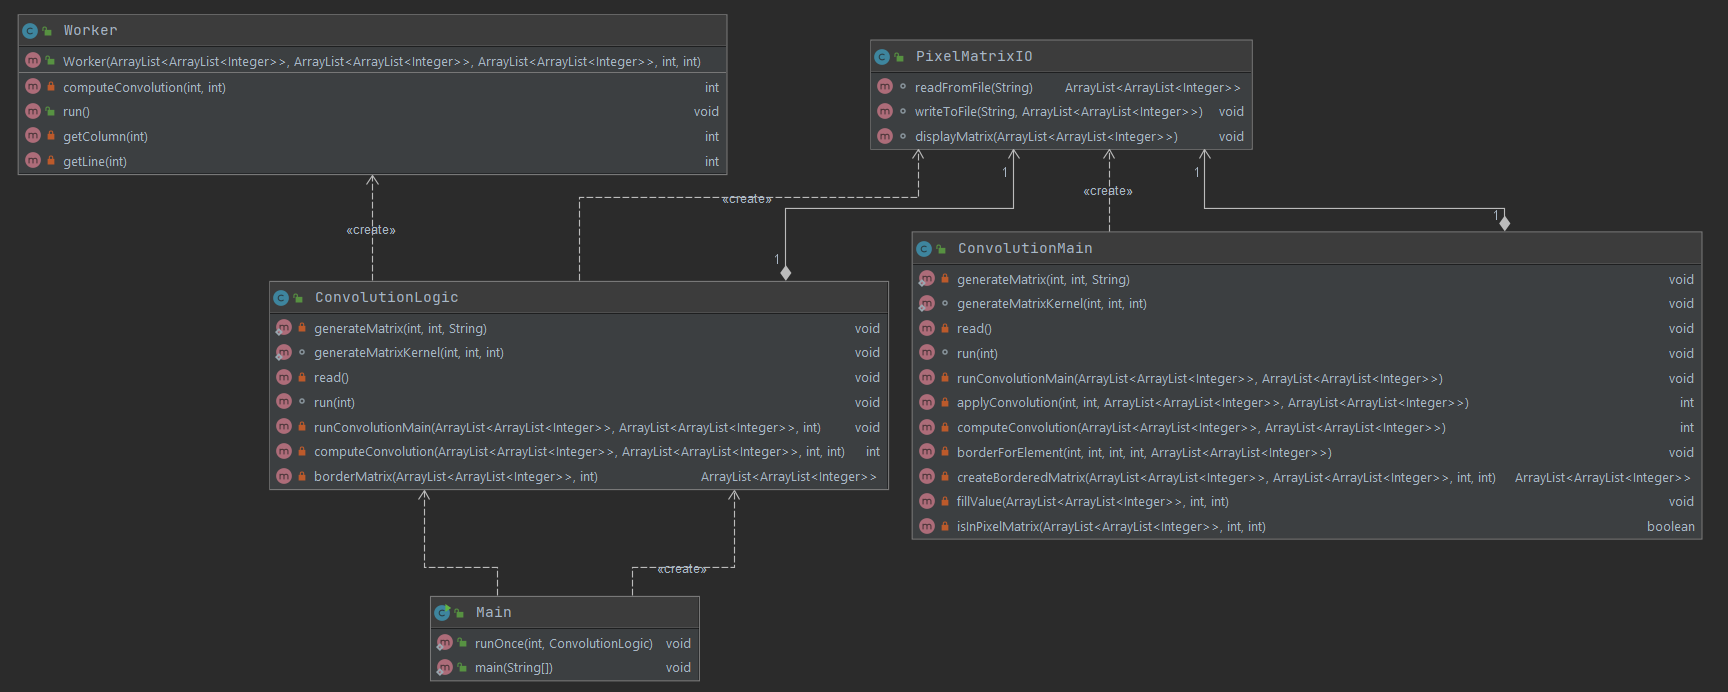 Worker
Worker(ArrayList<ArrayList<Integer>>, ArrayList<ArrayList<Integer>>, ArrayList<ArrayList<Integer>>, int, int)
computeConvolution(int, int) int
run() void
getColumn(int) int
getLine(int) int
PixelMatrixIO
readFromFile(String) ArrayList<ArrayList<Integer>>
writeToFile(String, ArrayList<ArrayList<Integer>>) void
displayMatrix(ArrayList<ArrayList<Integer>>) void
«create»
«create»
1
«create»
1
1
1
ConvolutionLogic
generateMatrix(int, int, String) void
generateMatrixKernel(int, int, int) void
read() void
run(int) void
runConvolutionMain(ArrayList<ArrayList<Integer>>, ArrayList<ArrayList<Integer>>, int) void
computeConvolution(ArrayList<ArrayList<Integer>>, ArrayList<ArrayList<Integer>>, int, int) int
borderMatrix(ArrayList<ArrayList<Integer>>, int) ArrayList<ArrayList<Integer>>
ConvolutionMain
generateMatrix(int, int, String) void
generateMatrixKernel(int, int, int) void
read() void
run(int) void
runConvolutionMain(ArrayList<ArrayList<Integer>>, ArrayList<ArrayList<Integer>>) void
applyConvolution(int, int, ArrayList<ArrayList<Integer>>, ArrayList<ArrayList<Integer>>) int
computeConvolution(ArrayList<ArrayList<Integer>>, ArrayList<ArrayList<Integer>>) int
borderForElement(int, int, int, int, ArrayList<ArrayList<Integer>>) void
createBorderedMatrix(ArrayList<ArrayList<Integer>>, ArrayList<ArrayList<Integer>>, int, int) ArrayList<ArrayList<Integer>>
fillValue(ArrayList<ArrayList<Integer>>, int, int) void
isInPixelMatrix(ArrayList<ArrayList<Integer>>, int, int) boolean
«create»
Main
runOnce(int, ConvolutionLogic) void
main(String[]) void